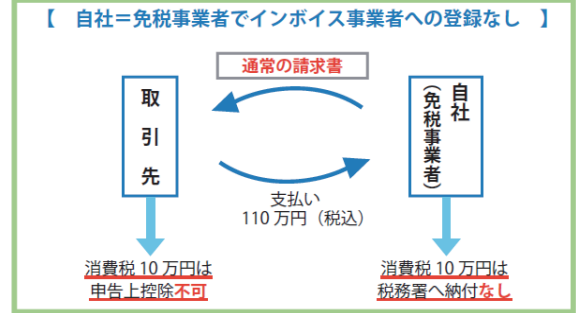 【 自社＝免税事業者でインボイス事業者への登録なし 】
通常の請求書
取引先
自社
（免税事業者）
支払い
110万円（税込）
消費税10万円は
申告上控除不可
消費税10万円は
税務署へ納付なし